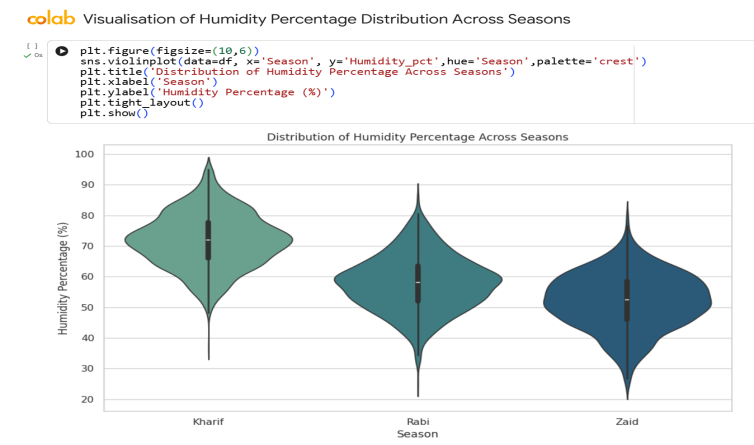 colab Visualisation of Humidity Percentage Distribution Across Seasons
[ ]
✓ 0s
plt.figure(figsize=(10,6))
sns.violinplot(data=df, x='Season', y='Humidity_pct',hue='Season',palette='crest')
plt.title('Distribution of Humidity Percentage Across Seasons')
plt.xlabel('Season')
plt.ylabel('Humidity Percentage (%)')
plt.tight_layout()
plt.show()
Distribution of Humidity Percentage Across Seasons
100
90
80
70
60
50
40
30
20
Humidity Percentage (%)
Kharif Rabi Zaid
Season